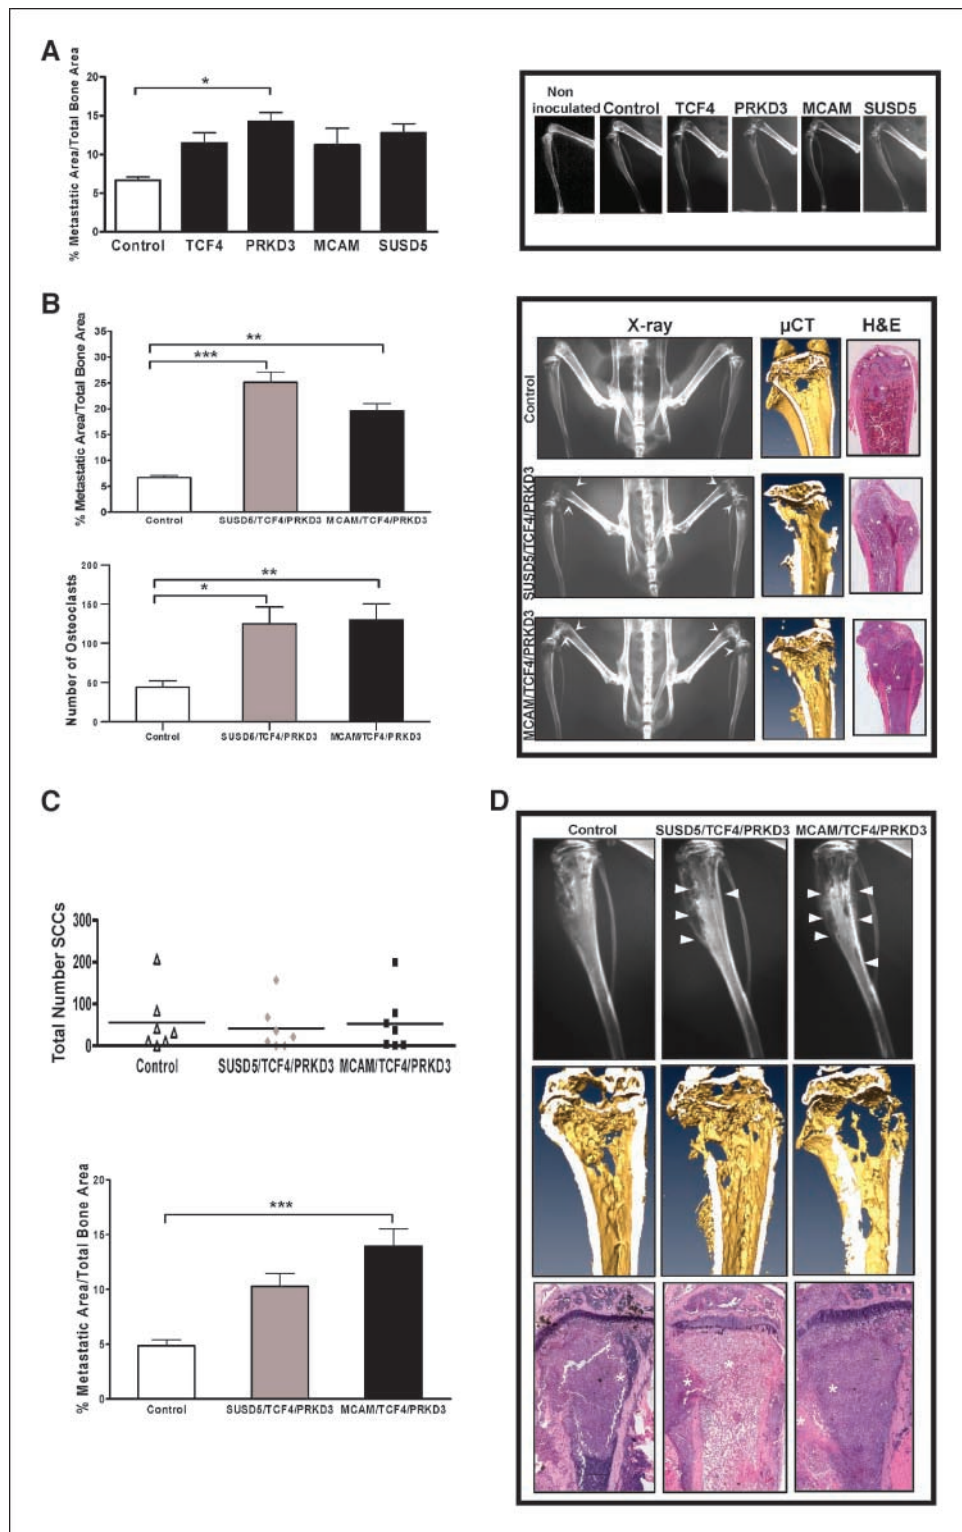 A
% Metastatic Area/Total Bone Area
20
15
10
5
0
*
Control TCF4 PRKD3 MCAM SUSD5
Non
inoculated Control TCF4 PRKD3 MCAM SUSD5
B
% Metastatic Area/Total Bone Area
35
30
25
20
15
10
5
0
**
***
Control SUSD5/TCF4/PRKD3 MCAM/TCF4/PRKD3
Number of Osteoclasts
200
150
100
50
0
**
*
Control SUSD5/TCF4/PRKD3 MCAM/TCF4/PRKD3
X-ray µCT H&E
Control
SUSD5/TCF4/PRKD3
MCAM/TCF4/PRKD3
C
Total Number SCCs
300
200
100
0
Control SUSD5/TCF4/PRKD3 MCAM/TCF4/PRKD3
% Metastatic Area/Total Bone Area
20
15
10
5
0
***
Control SUSD5/TCF4/PRKD3 MCAM/TCF4/PRKD3
D
Control SUSD5/TCF4/PRKD3 MCAM/TCF4/PRKD3